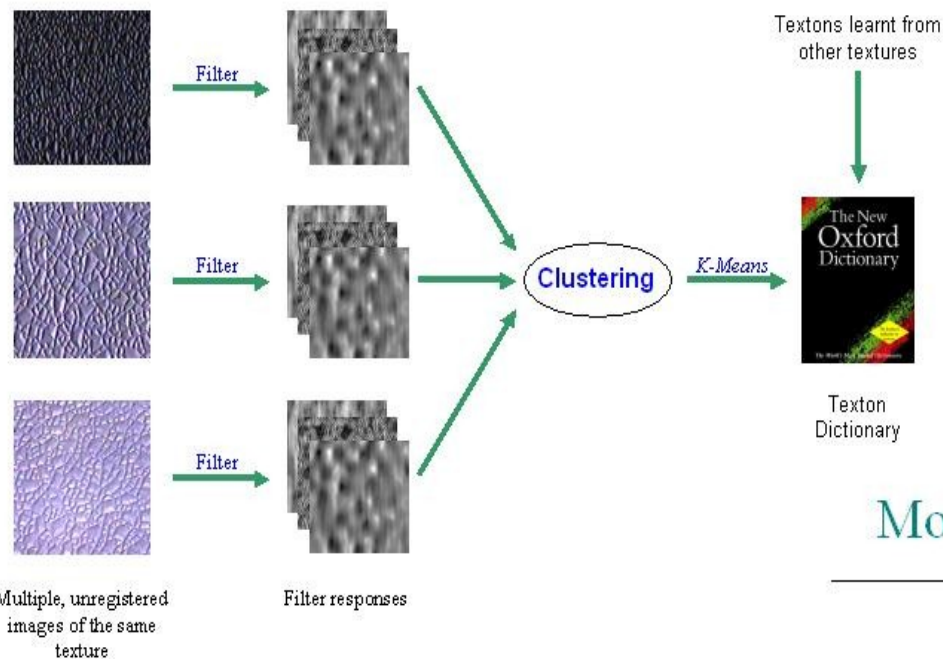 Textons learnt from
other textures
Filter
Filter
Filter
Clustering
K-Means
The New
Oxford
Dictionary
Texton
Dictionary
Multiple, unregistered
images of the same
texture
Filter responses